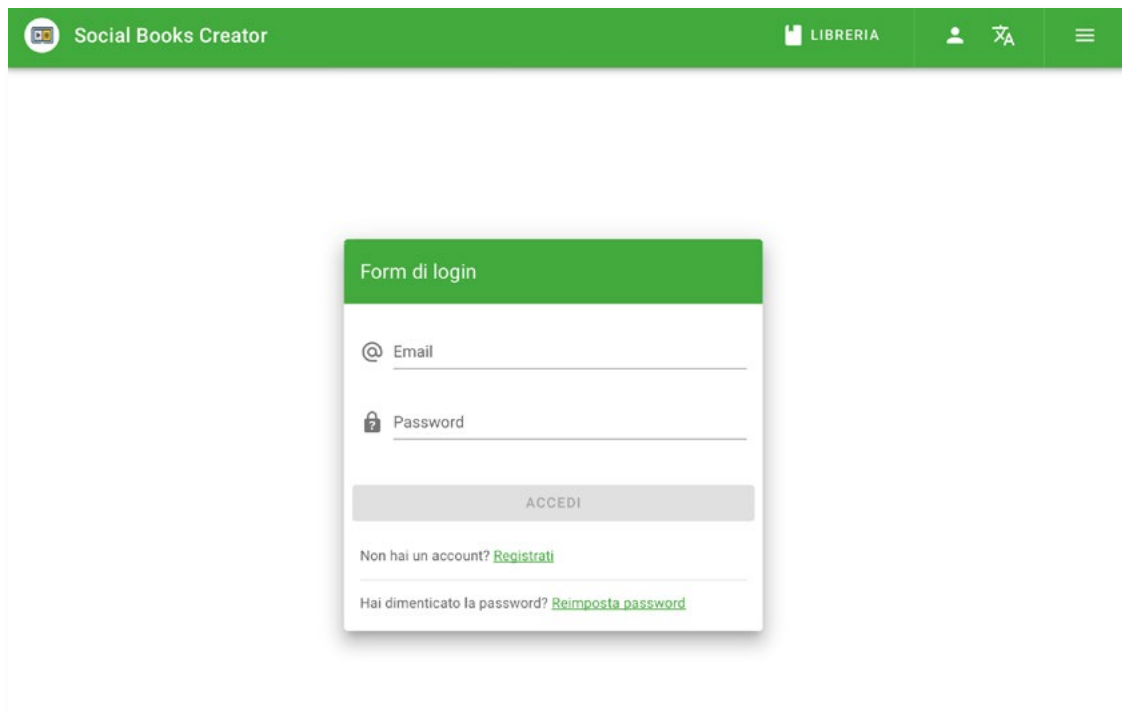 Social Books Creator
LIBRERIA
Form di login
Email
Password
ACCEDI
Non hai un account? Registrati
Hai dimenticato la password? Reimposta password